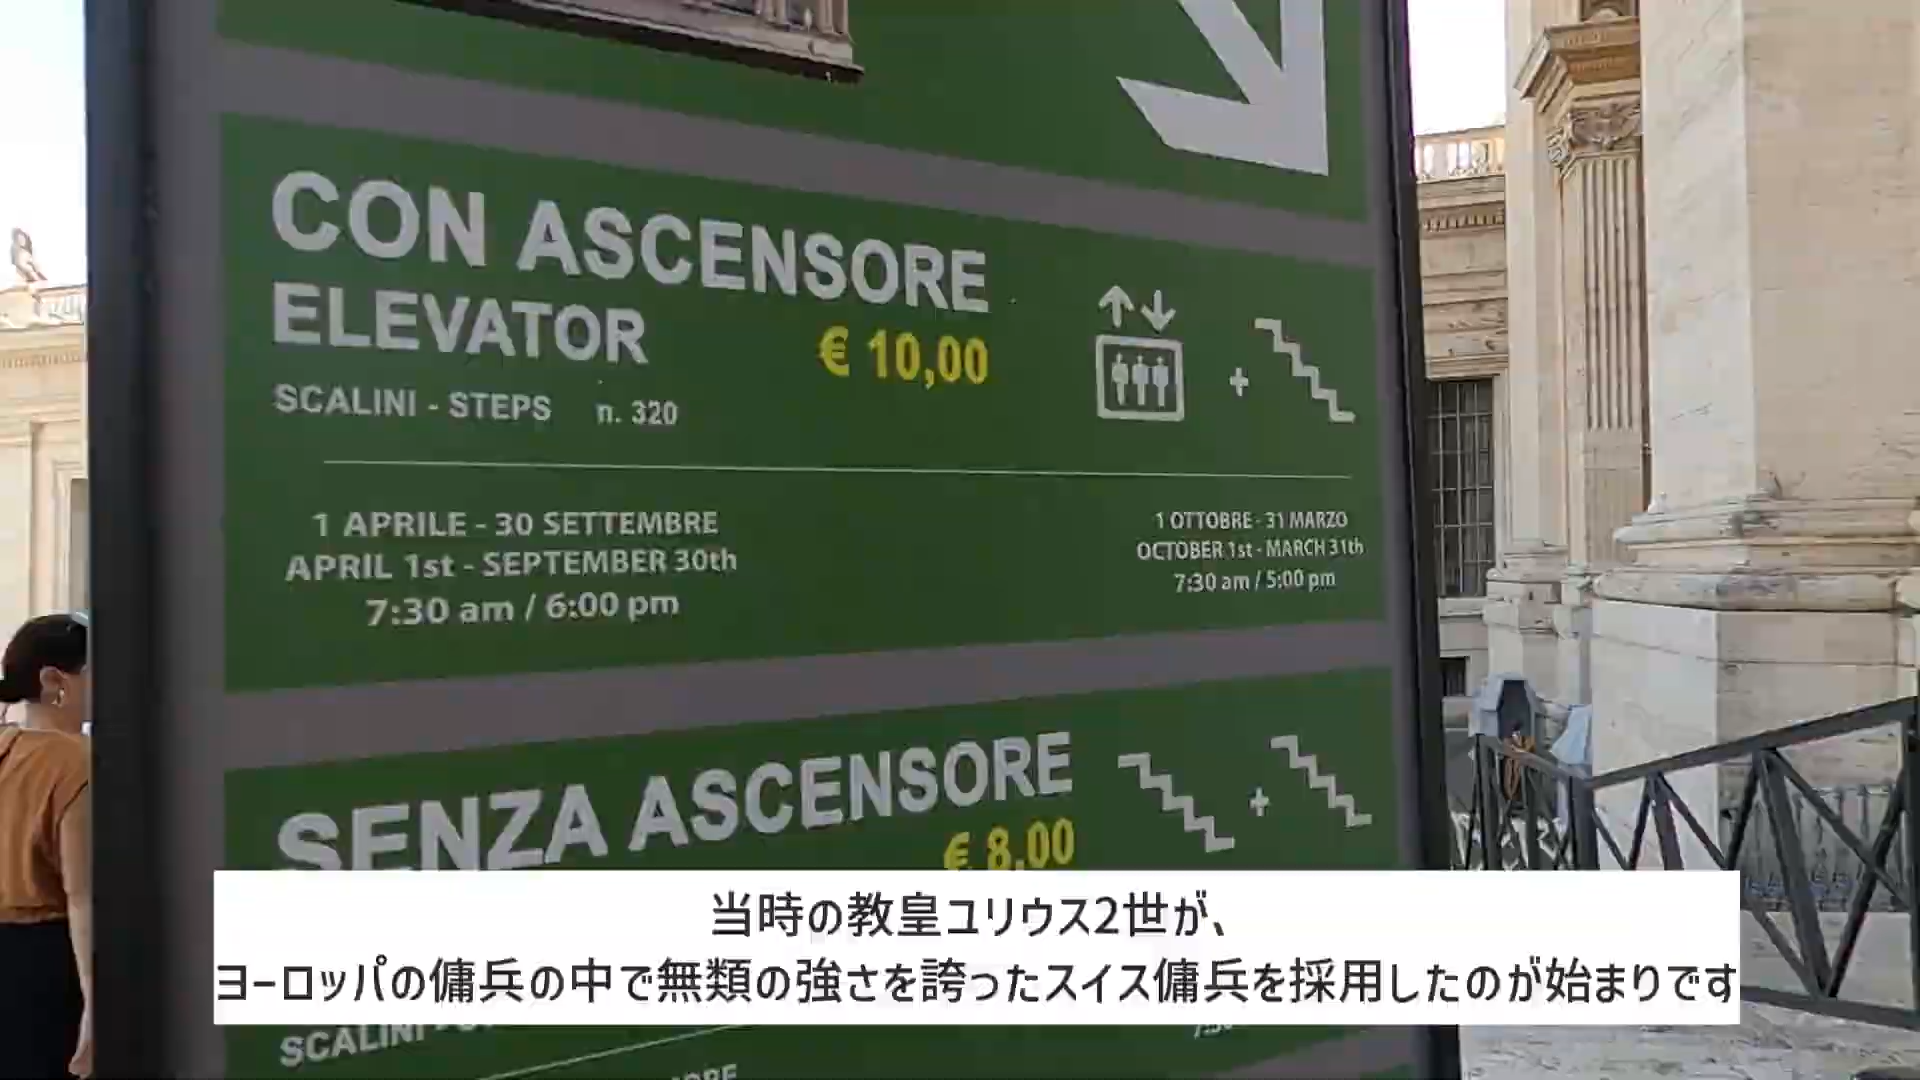 CON ASCENSORE
ELEVATOR
€ 10,00
SCALINI - STEPS n. 320
+
1 APRILE - 30 SETTEMBRE
APRIL 1st - SEPTEMBER 30th
7:30 am / 6:00 pm
1 OTTOBRE - 31 MARZO
OCTOBER 1st - MARCH 31th
7:30 am / 5:00 pm
SENZA ASCENSORE
€ 8,00
+
当時の教皇ユリウス2世が、
ヨーロッパの傭兵の中で無類の強さを誇ったスイス傭兵を採用したのが始まりです
SCALINI